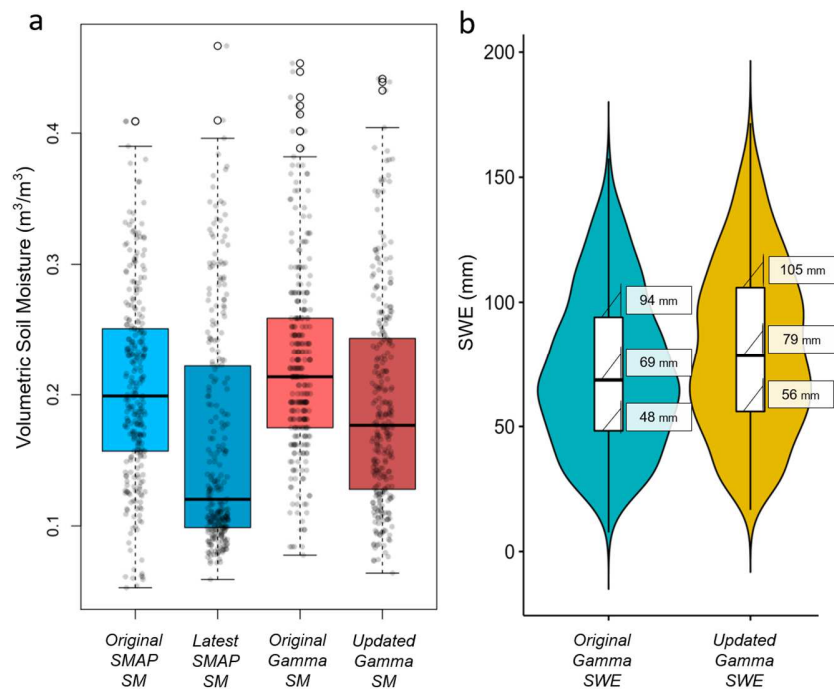 a
Volumetric Soil Moisture (m³/m³)
0.4
0.3
0.2
0.1
Original
SMAP
SM
Latest
SMAP
SM
Original
Gamma
SM
Updated
Gamma
SM
b
SWE (mm)
200
150
100
50
0
94 mm
69 mm
48 mm
105 mm
79 mm
56 mm
Original
Gamma
SWE
Updated
Gamma
SWE